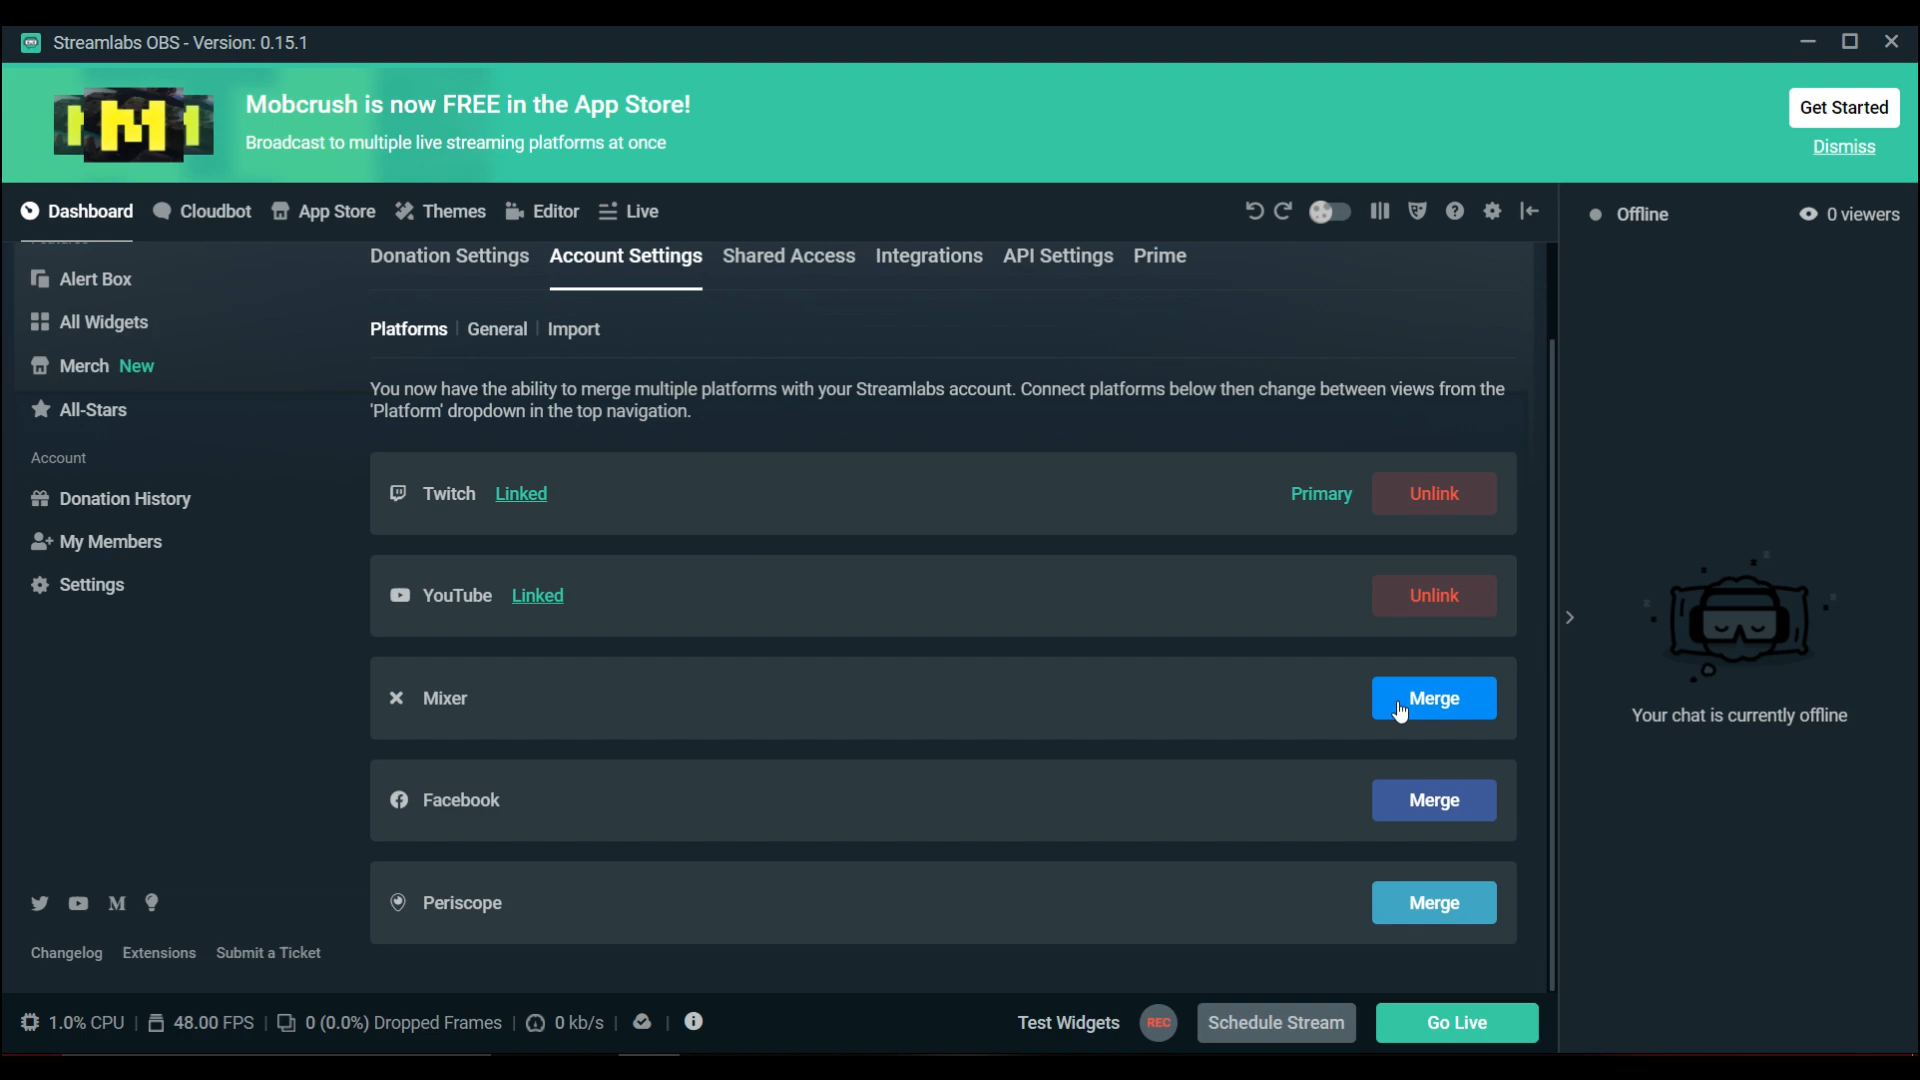 Streamlabs OBS - Version: 0.15.1
M
Mobcrush is now FREE in the App Store!
Broadcast to multiple live streaming platforms at once
Get Started
Dismiss
Dashboard Cloudbot App Store Themes Editor Live
Offline 0 viewers
Donation Settings Account Settings Shared Access Integrations API Settings Prime
Alert Box
All Widgets
Merch New
All-Stars
Account
Donation History
My Members
Settings
Platforms General Import
You now have the ability to merge multiple platforms with your Streamlabs account. Connect platforms below then change between views from the
'Platform' dropdown in the top navigation.
Twitch Linked Primary Unlink
YouTube Linked Unlink
Mixer Merge
Facebook Merge
Periscope Merge
Your chat is currently offline
Changelog Extensions Submit a Ticket
1.0% CPU 48.00 FPS 0 (0.0%) Dropped Frames 0 kb/s
Test Widgets REC Schedule Stream Go Live